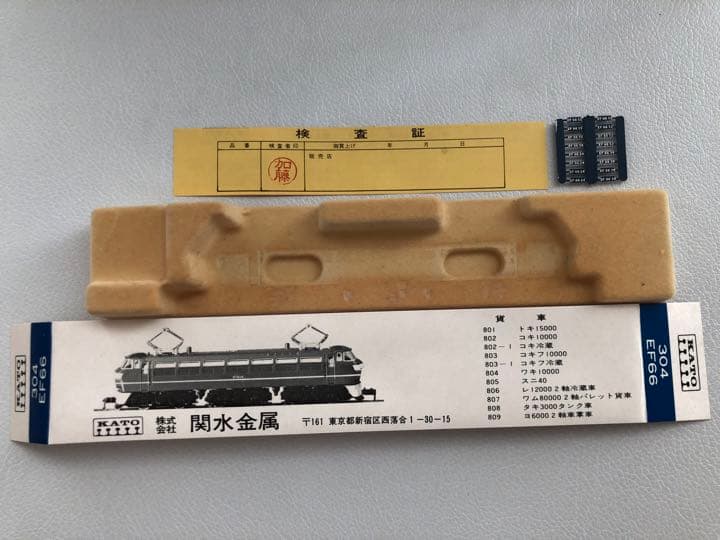 検査証
品番 検査者印 御買上げ 年 月 日
加藤
販売店
304
EF66
KATO
KATO
株式会社 関水金属 〒161 東京都新宿区西落合1-30-15
貨車
801 トキ15000
802 コキ10000
802-1 コキ冷蔵
803 コキフ10000
803-1 コキフ冷蔵
804 ワキ10000
805 スニ40
806 レ12000 2軸冷蔵車
807 ワム80000 2軸パレット貨車
808 タキ3000タンク車
809 ヨ6000 2軸車掌車
304
EF66
KATO